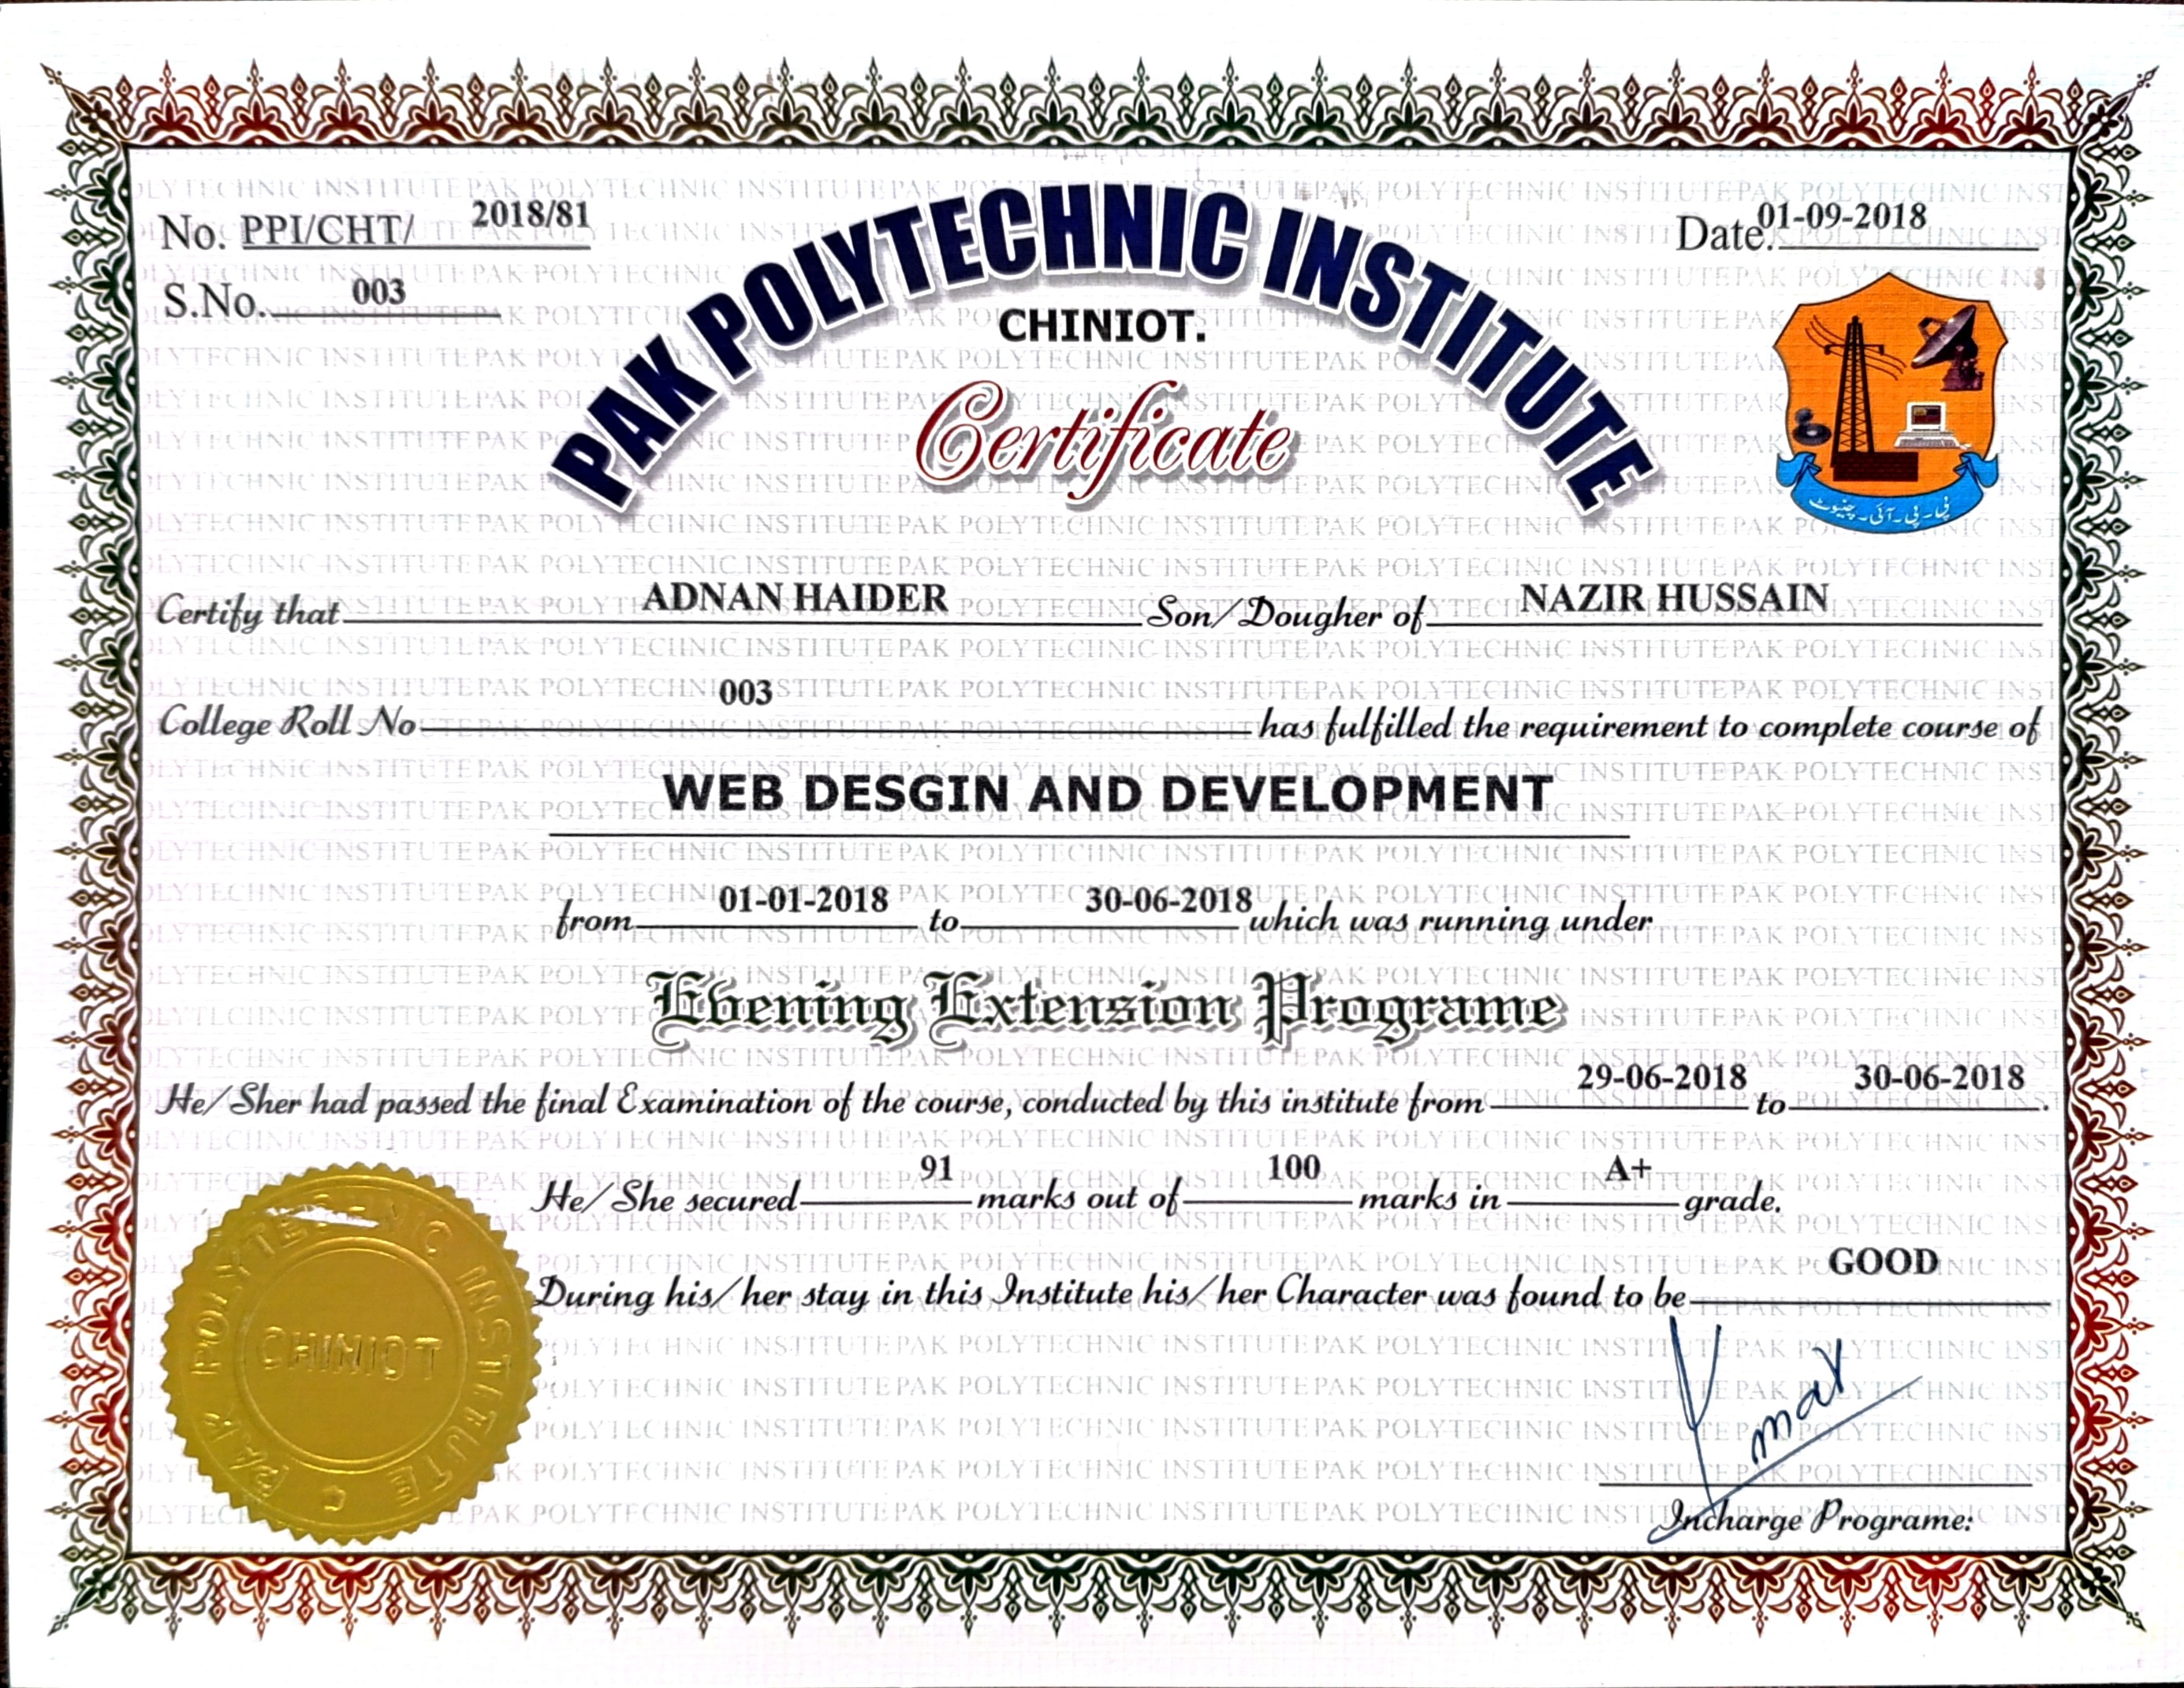 No. PPI/CHT/ 2018/81
Date. 01-09-2018
S.No. 003
PAK POLYTECHNIC INSTITUTE
CHINIOT.
Certificate
پی-پی-آئی-چنیوٹ
Certify that ADNAN HAIDER Son/Dougher of NAZIR HUSSAIN
College Roll No 003 has fulfilled the requirement to complete course of
WEB DESGIN AND DEVELOPMENT
from 01-01-2018 to 30-06-2018 which was running under
Evening Extension Programe
He/Sher had passed the final Examination of the course, conducted by this institute from 29-06-2018 to 30-06-2018.
He/She secured 91 marks out of 100 marks in A+ grade.
During his/her stay in this Institute his/her Character was found to be GOOD
PAK POLYTECHNIC INSTITUTE
CHINIOT
Incharge Programe: